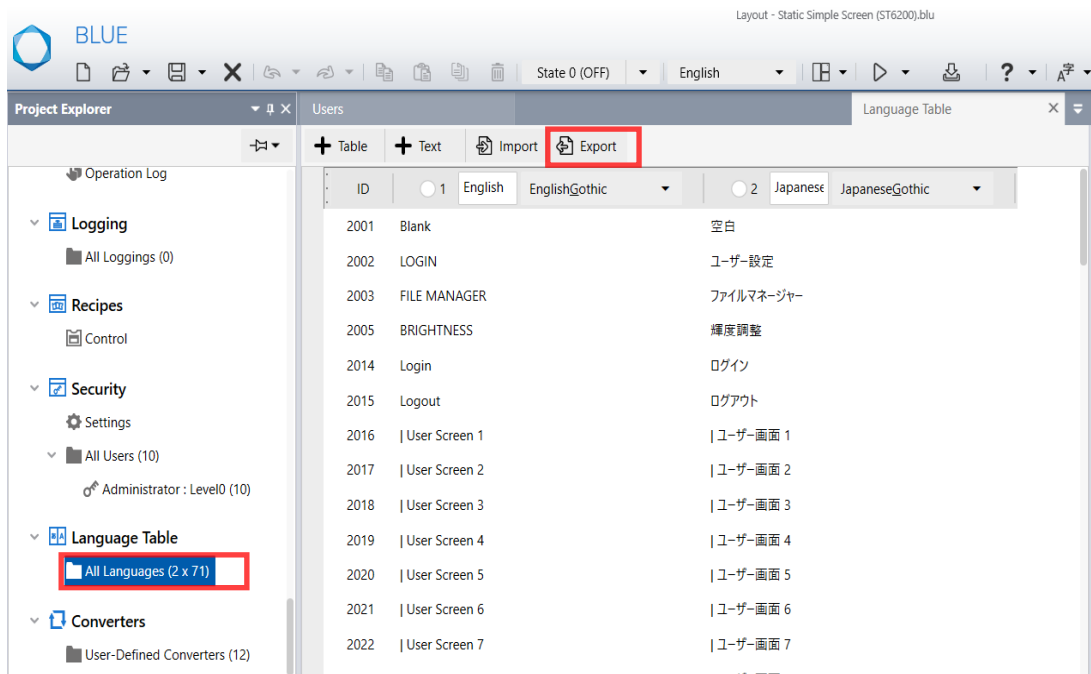 Layout - Static Simple Screen (ST6200).blu
BLUE
State 0 (OFF) English ? A字
Project Explorer
Users Language Table
Table Text Import Export
Operation Log
Logging
All Loggings (0)
Recipes
Control
Security
Settings
All Users (10)
Administrator : Level0 (10)
Language Table
All Languages (2 x 71)
Converters
User-Defined Converters (12)
ID 1 English EnglishGothic 2 Japanese JapaneseGothic
2001 Blank 空白
2002 LOGIN ユーザー設定
2003 FILE MANAGER ファイルマネージャー
2005 BRIGHTNESS 輝度調整
2014 Login ログイン
2015 Logout ログアウト
2016 | User Screen 1 | ユーザー画面 1
2017 | User Screen 2 | ユーザー画面 2
2018 | User Screen 3 | ユーザー画面 3
2019 | User Screen 4 | ユーザー画面 4
2020 | User Screen 5 | ユーザー画面 5
2021 | User Screen 6 | ユーザー画面 6
2022 | User Screen 7 | ユーザー画面 7